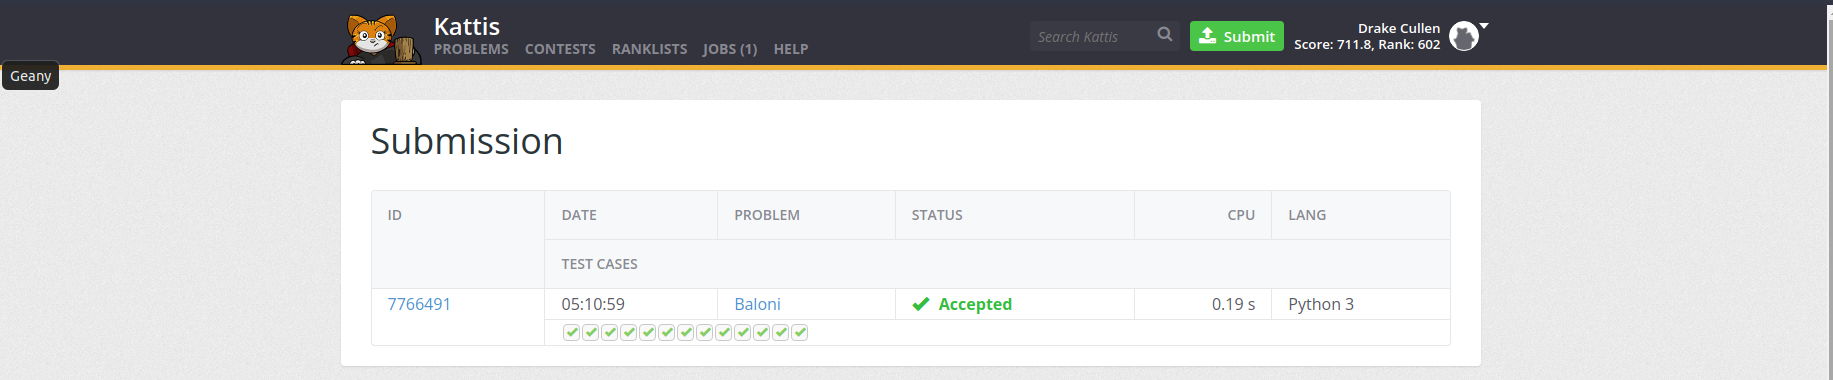 Kattis
PROBLEMS CONTESTS RANKLISTS JOBS (1) HELP
Search Kattis
Submit
Drake Cullen
Score: 711.8, Rank: 602
Geany
Submission
ID DATE PROBLEM STATUS CPU LANG
TEST CASES
7766491 05:10:59 Baloni Accepted 0.19 s Python 3